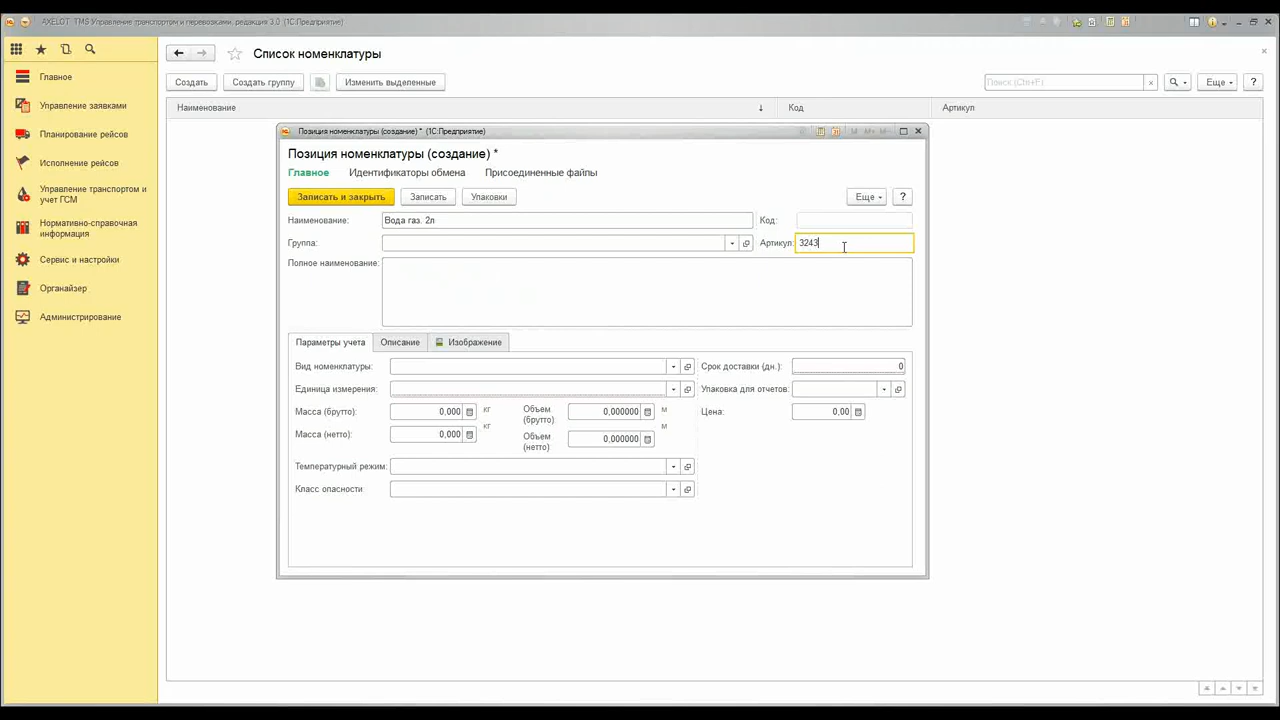 AXELOT TMS Управление транспортом и перевозками, редакция 3.0 (1С:Предприятие)
Список номенклатуры
Создать
Создать группу
Изменить выделенные
Поиск (Ctrl+F)
×
Еще
?
Главное
Управление заявками
Планирование рейсов
Исполнение рейсов
Управление транспортом и
учет ГСМ
Нормативно-справочная
информация
Сервис и настройки
Органайзер
Администрирование
Наименование ↓ Код Артикул
Позиция номенклатуры (создание) * (1С:Предприятие)
M M+ M-
Позиция номенклатуры (создание) *
Главное Идентификаторы обмена Присоединенные файлы
Записать и закрыть Записать Упаковки Еще ?
Наименование: Вода газ. 2л Код:
Группа: Артикул: 3243
Полное наименование:
Параметры учета Описание Изображение
Вид номенклатуры: Срок доставки (дн.): 0
Единица измерения: Упаковка для отчетов:
Масса (брутто): 0,000 кг Объем (брутто) 0,000000 м Цена: 0,00
Масса (нетто): 0,000 кг Объем (нетто) 0,000000 м
Температурный режим:
Класс опасности